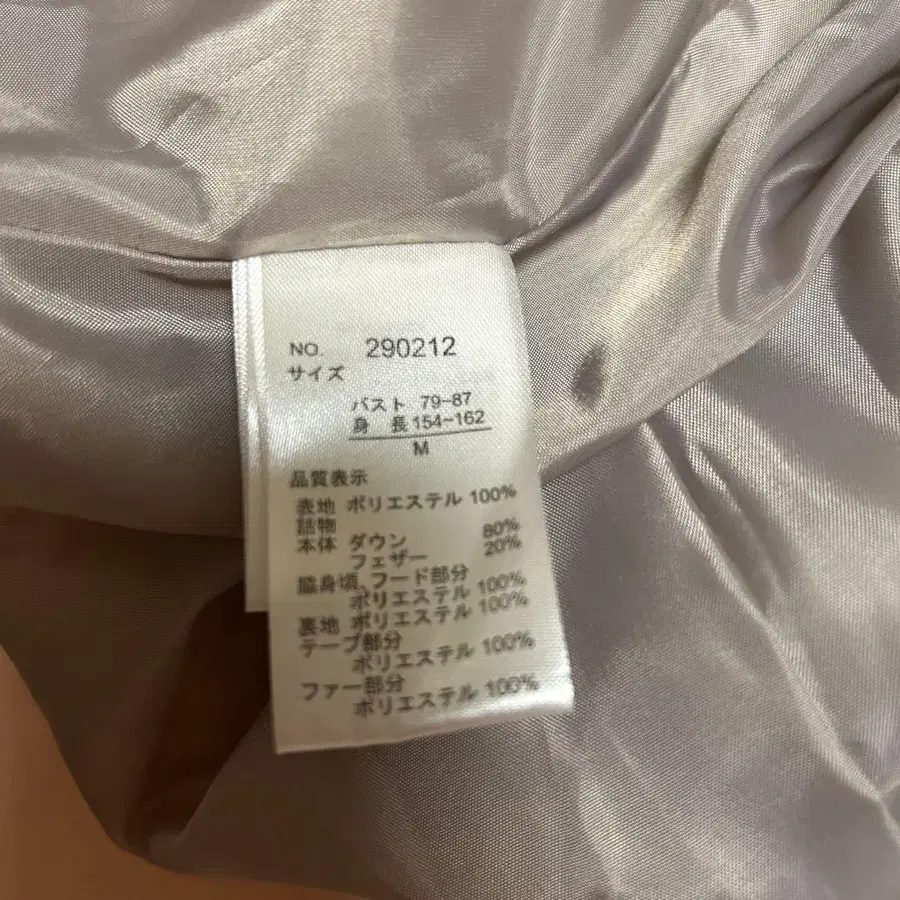 NO. 290212
サイズ
バスト 79-87
身 長 154-162
M
品質表示
表地 ポリエステル 100%
詰物
本体 ダウン 80%
フェザー 20%
脇身頃、フード部分
ポリエステル 100%
裏地 ポリエステル 100%
テープ部分
ポリエステル 100%
ファー部分
ポリエステル 100%